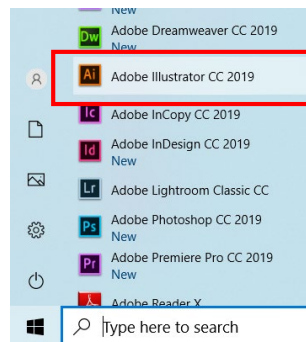 New
Dw
Adobe Dreamweaver CC 2019
New
Ai
Adobe Illustrator CC 2019
Ic
Adobe InCopy CC 2019
Id
Adobe InDesign CC 2019
New
Lr
Adobe Lightroom Classic CC
Ps
Adobe Photoshop CC 2019
New
Pr
Adobe Premiere Pro CC 2019
New
Adobe Reader X
Type here to search